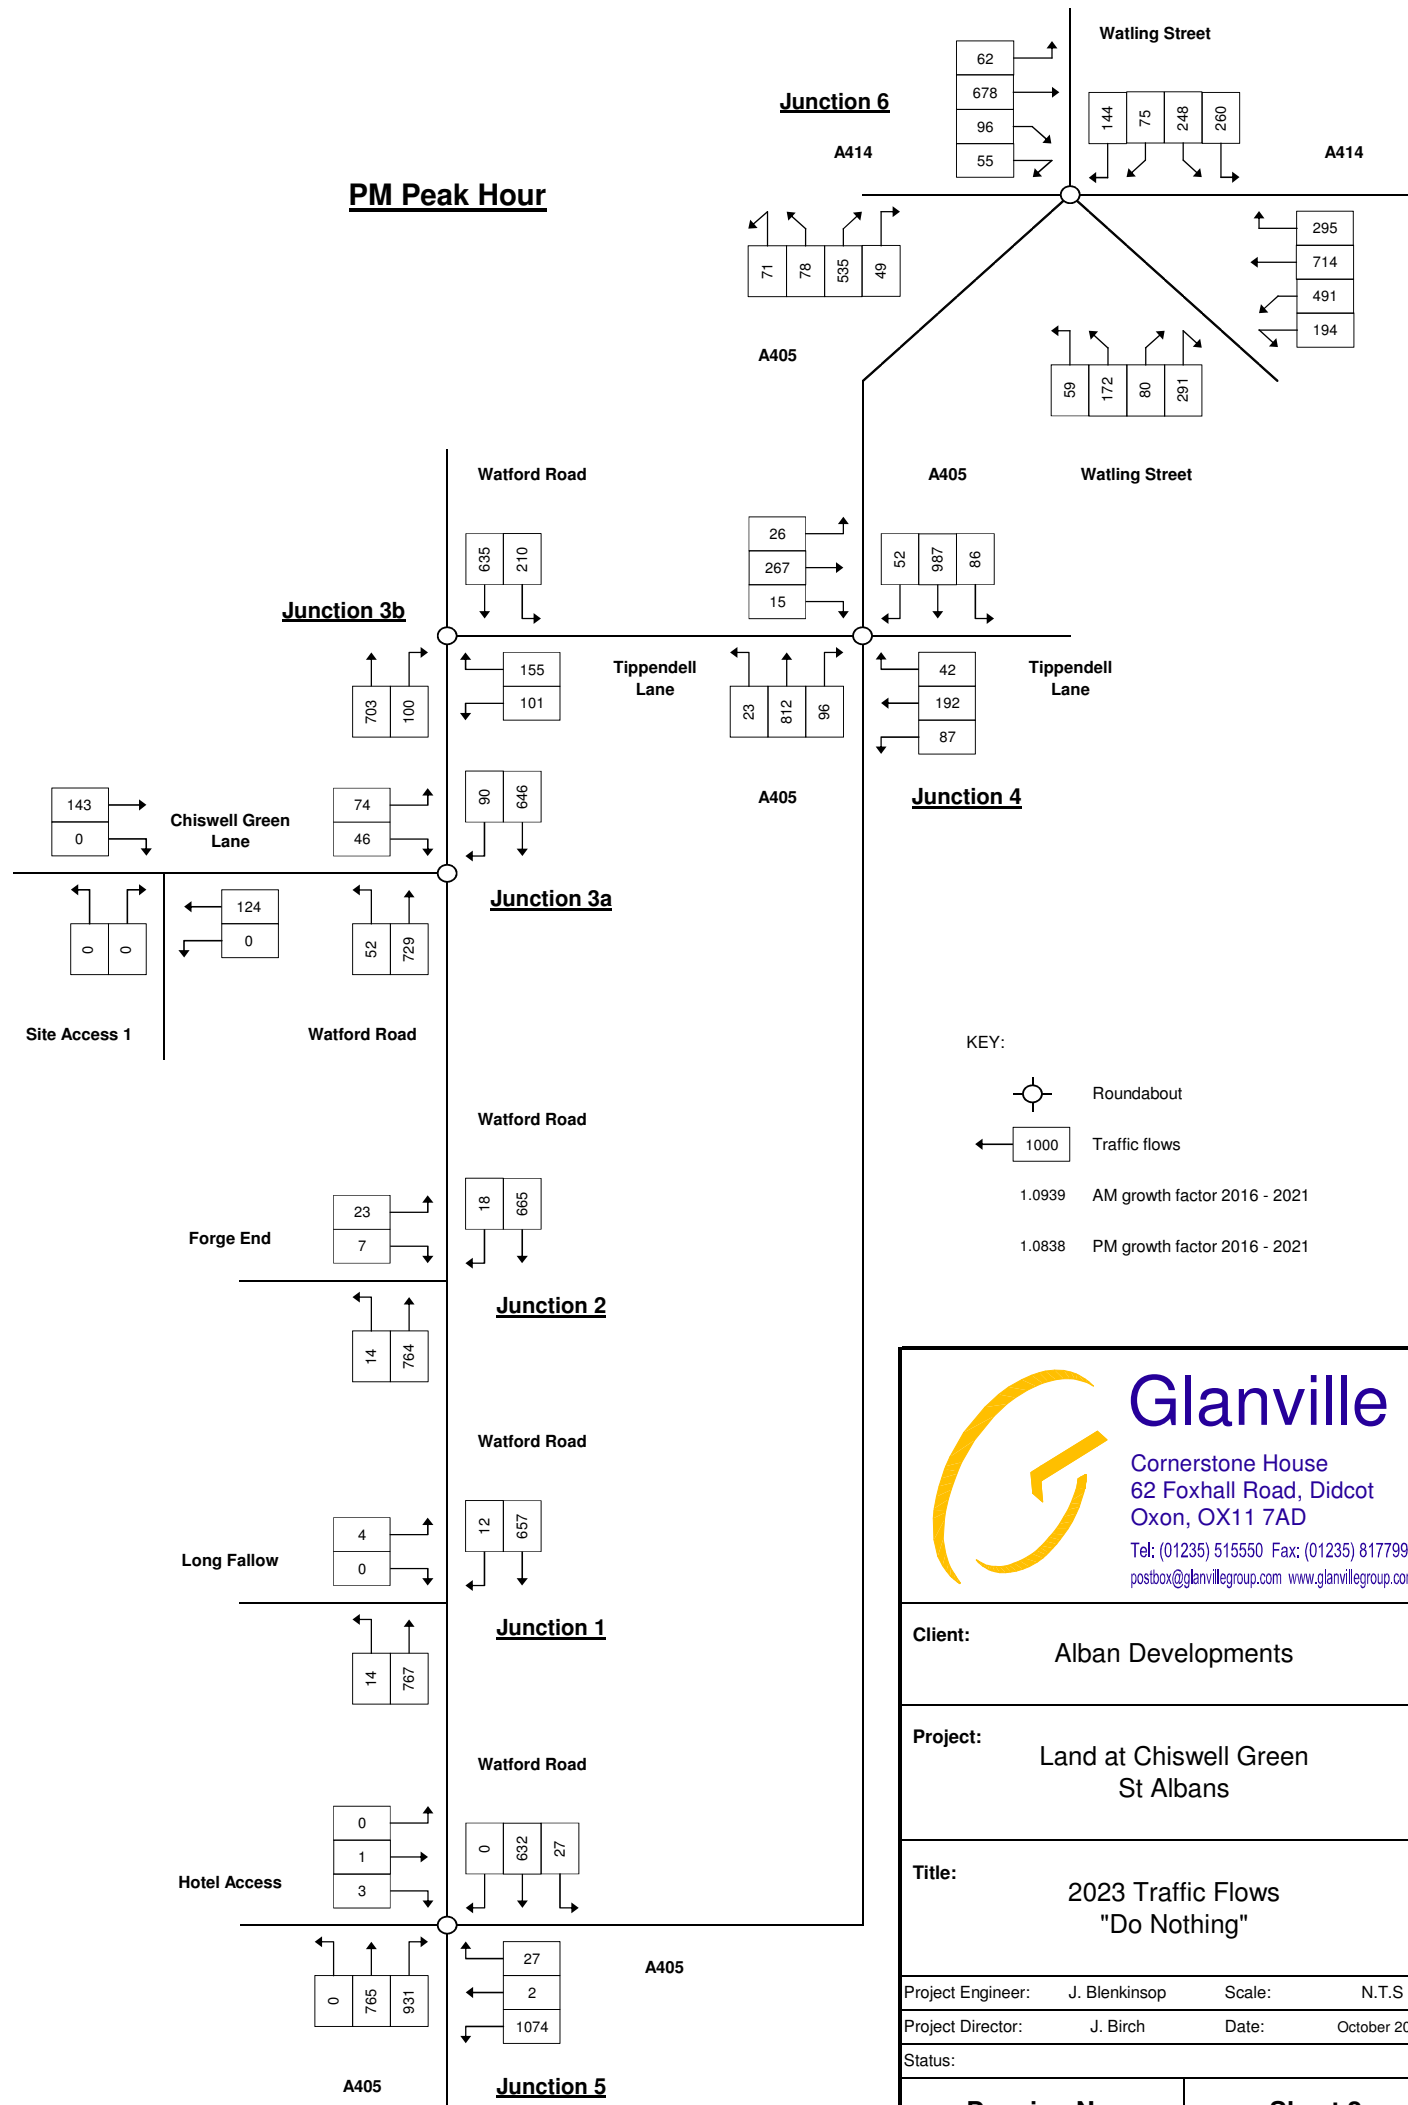 Watling Street
62
678
96
55
144 75 248 260
Junction 6
A414
A414
PM Peak Hour
71 78 535 49
295
714
491
194
A405
59 172 80 291
Watford Road
A405
Watling Street
635 210
26
267
15
52 987 86
Junction 3b
703 100
155
101
Tippendell
Lane
23 812 96
42
192
87
Tippendell
Lane
A405
Junction 4
143
0
Chiswell Green
Lane
74
46
90 646
Junction 3a
0 0
124
0
52 729
Site Access 1
Watford Road
KEY:
Roundabout
1000 Traffic flows
1.0939 AM growth factor 2016 - 2021
1.0838 PM growth factor 2016 - 2021
Watford Road
23
7
18 665
Forge End
Junction 2
14 764
Watford Road
4
0
12 657
Long Fallow
Junction 1
14 767
Watford Road
0
1
3
0 632 27
Hotel Access
0 765 931
27
2
1074
A405
A405
Junction 5
Glanville
Cornerstone House
62 Foxhall Road, Didcot
Oxon, OX11 7AD
Tel: (01235) 515550 Fax: (01235) 817799
postbox@glanvillegroup.com www.glanvillegroup.com
Client:
Alban Developments
Project:
Land at Chiswell Green
St Albans
Title:
2023 Traffic Flows
"Do Nothing"
Project Engineer: J. Blenkinsop Scale: N.T.S
Project Director: J. Birch Date: October 20
Status: